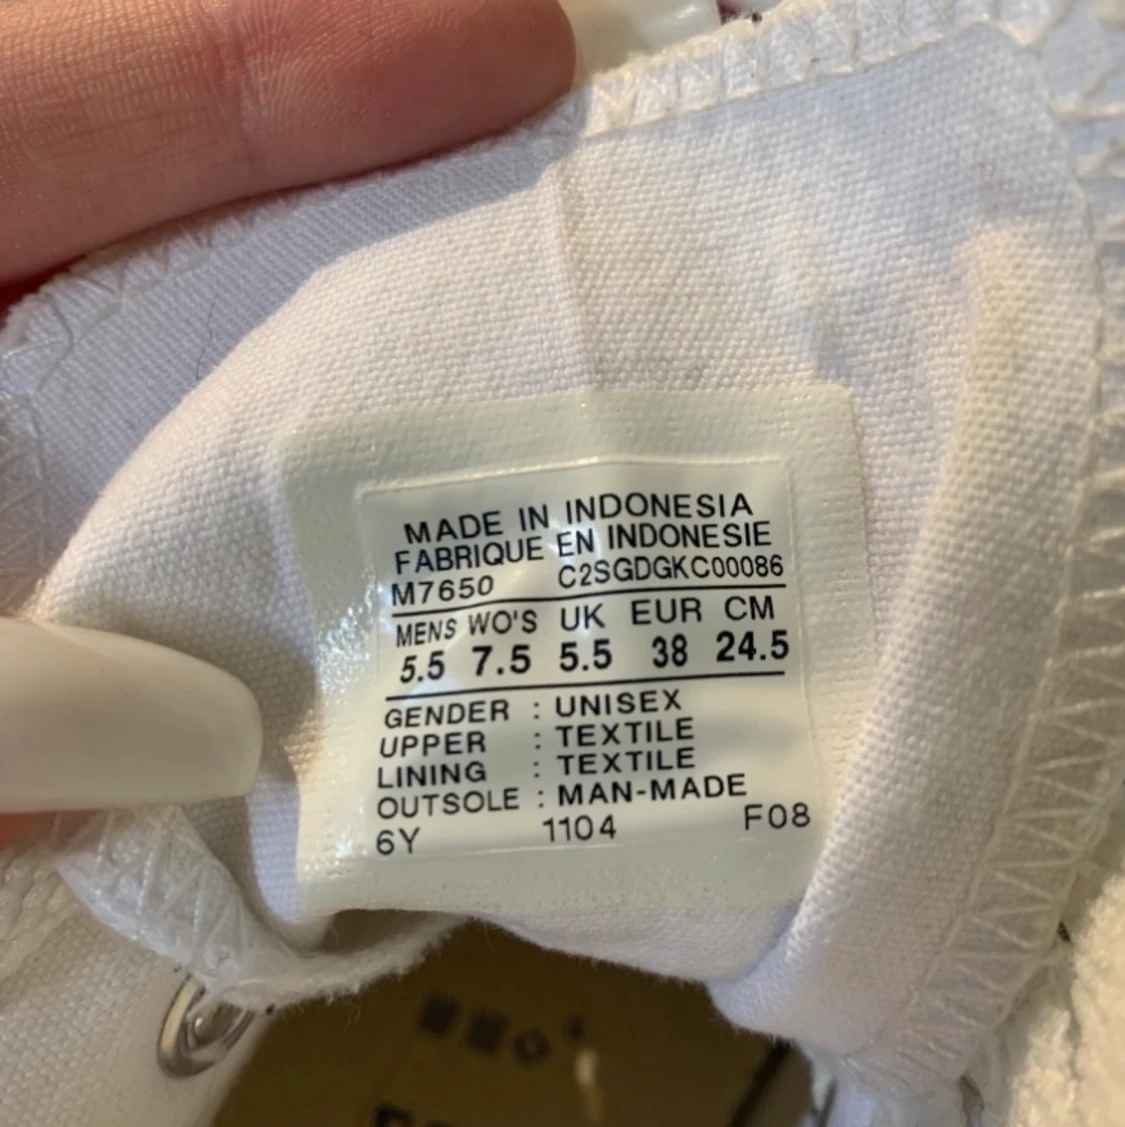 MADE IN INDONESIA
FABRIQUE EN INDONESIE
M7650 C2SGDGKC00086
MENS WO'S UK EUR CM
5.5 7.5 5.5 38 24.5
GENDER : UNISEX
UPPER : TEXTILE
LINING : TEXTILE
OUTSOLE : MAN-MADE
6Y 1104 F08